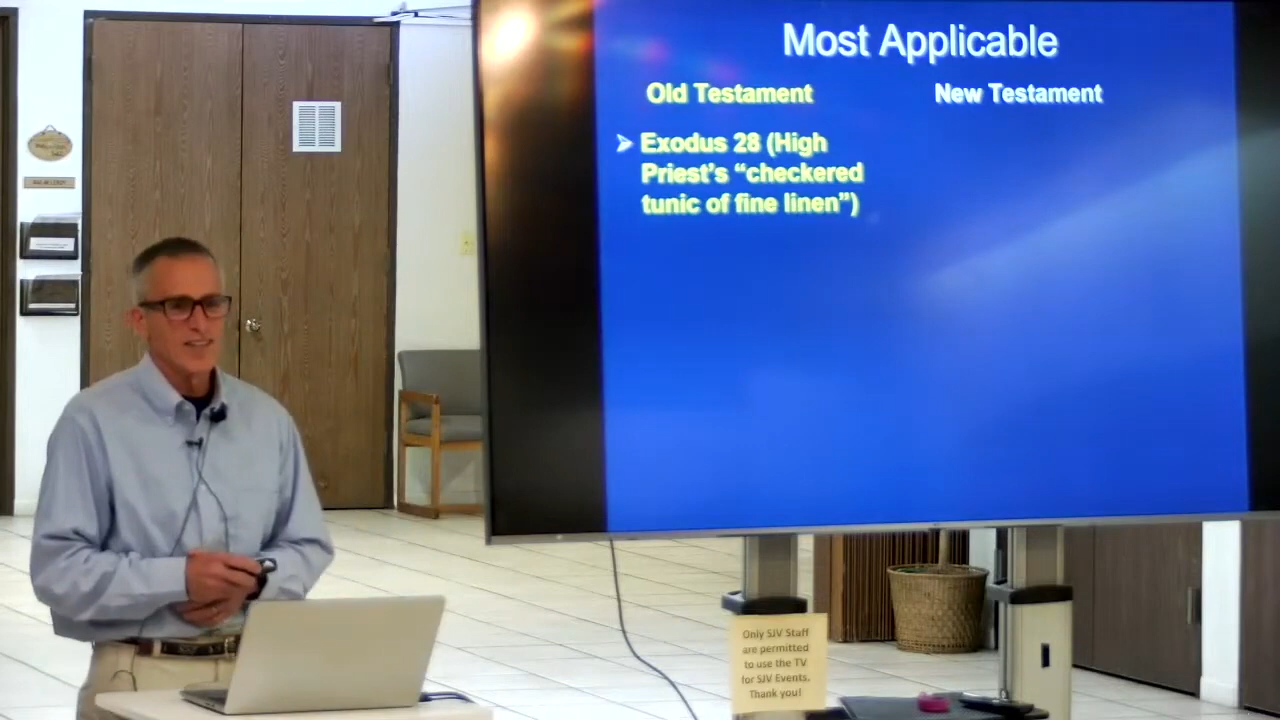 Most Applicable
Old Testament
New Testament
➢ Exodus 28 (High
Priest's “checkered
tunic of fine linen”)
Only SJV Staff
are permitted
to use the TV
for SJV Events.
Thank you!